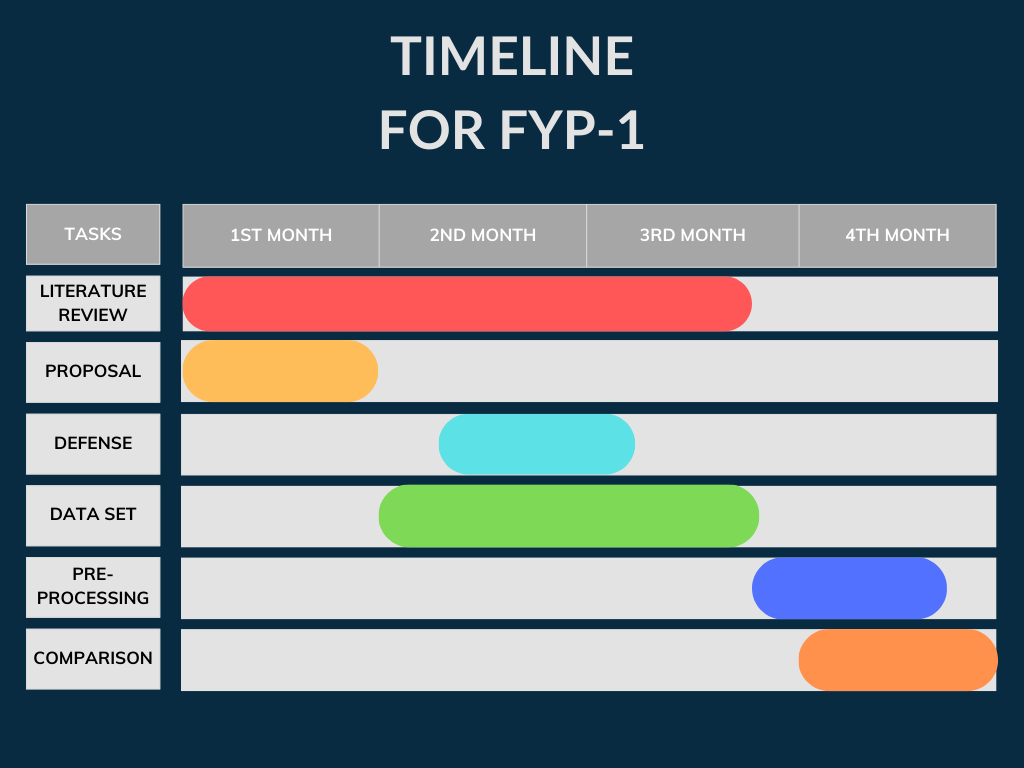 TIMELINE
FOR FYP-1
TASKS
1ST MONTH
2ND MONTH
3RD MONTH
4TH MONTH
LITERATURE
REVIEW
PROPOSAL
DEFENSE
DATA SET
PRE-
PROCESSING
COMPARISON